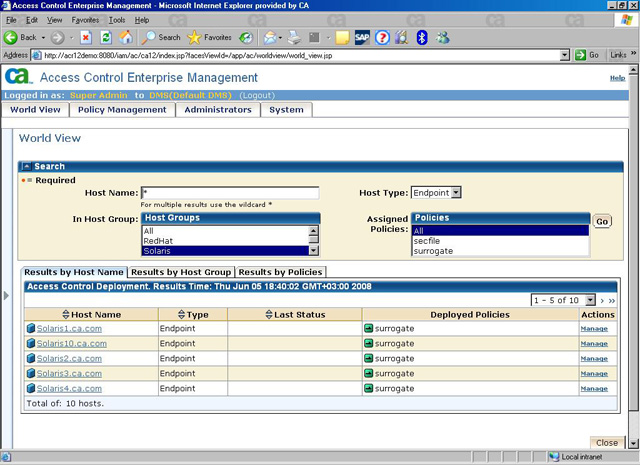 Access Control Enterprise Management - Microsoft Internet Explorer provided by CA
File Edit View Favorites Tools Help
Back Search Favorites SAP
Address http://acr12demo:8080/iam/ac/ca12/index.jsp?facesViewId=/app/ac/worldview/world_view.jsp Go Links
ca Access Control Enterprise Management Help
Logged in as: Super Admin to DMS(Default DMS) (Logout)
World View Policy Management Administrators System
World View
Search
= Required
Host Name: * Host Type: Endpoint
For multiple results use the wildcard *
In Host Group: Host Groups Assigned Policies: Policies Go
All All
RedHat secfile
Solaris surrogate
Results by Host Name Results by Host Group Results by Policies
Access Control Deployment. Results Time: Thu Jun 05 18:40:02 GMT+03:00 2008
1 - 5 of 10 > >>
Host Name Type Last Status Deployed Policies Actions
Solaris1.ca.com Endpoint surrogate Manage
Solaris10.ca.com Endpoint surrogate Manage
Solaris2.ca.com Endpoint surrogate Manage
Solaris3.ca.com Endpoint surrogate Manage
Solaris4.ca.com Endpoint surrogate Manage
Total of: 10 hosts.
Close
Local intranet